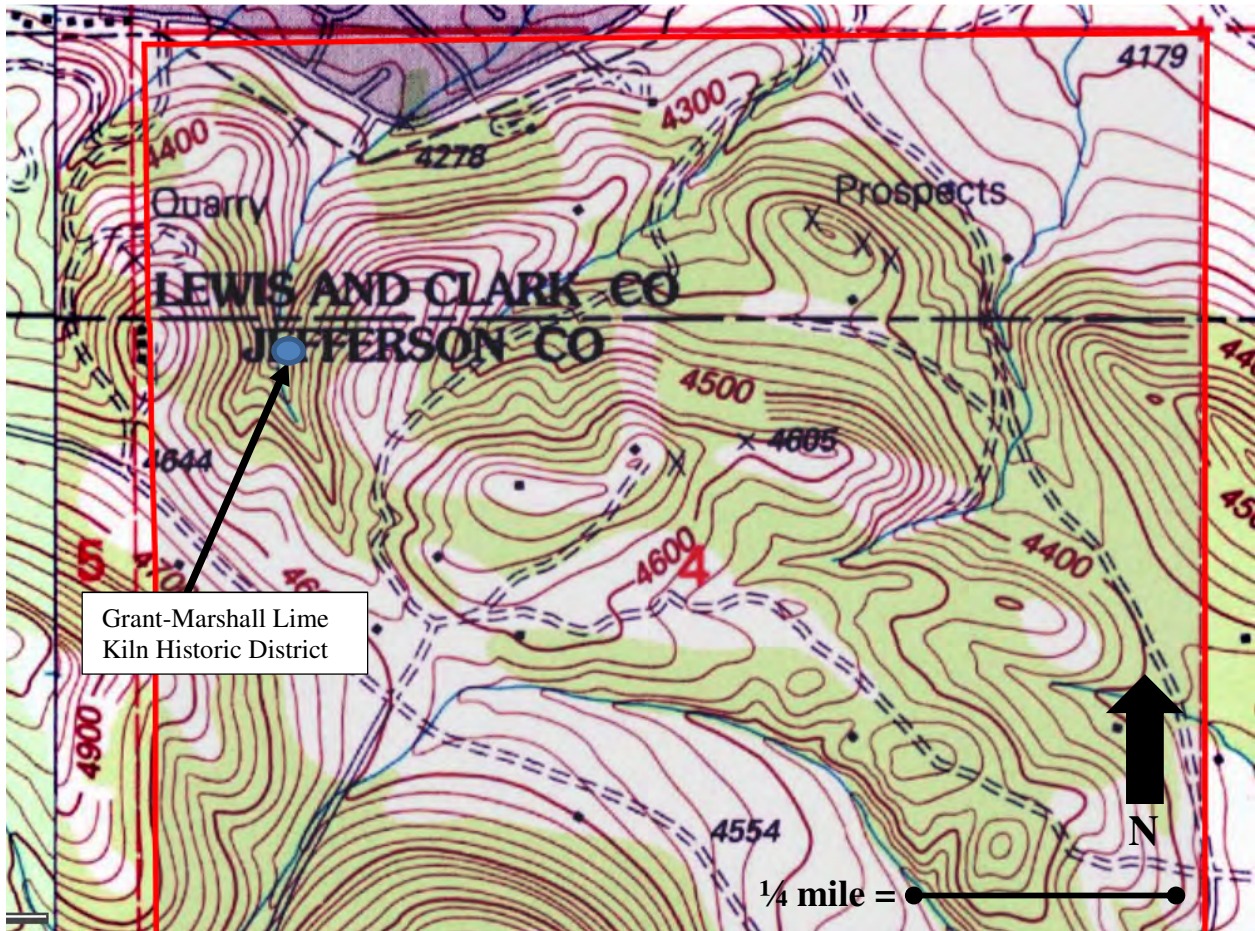 4179
4300
4400
4278
Quarry
Prospects
LEWIS AND CLARK CO
JEFFERSON CO
4500
4605
4644
5
4600
4
4400
Grant-Marshall Lime
Kiln Historic District
4900
N
4554
¼ mile =